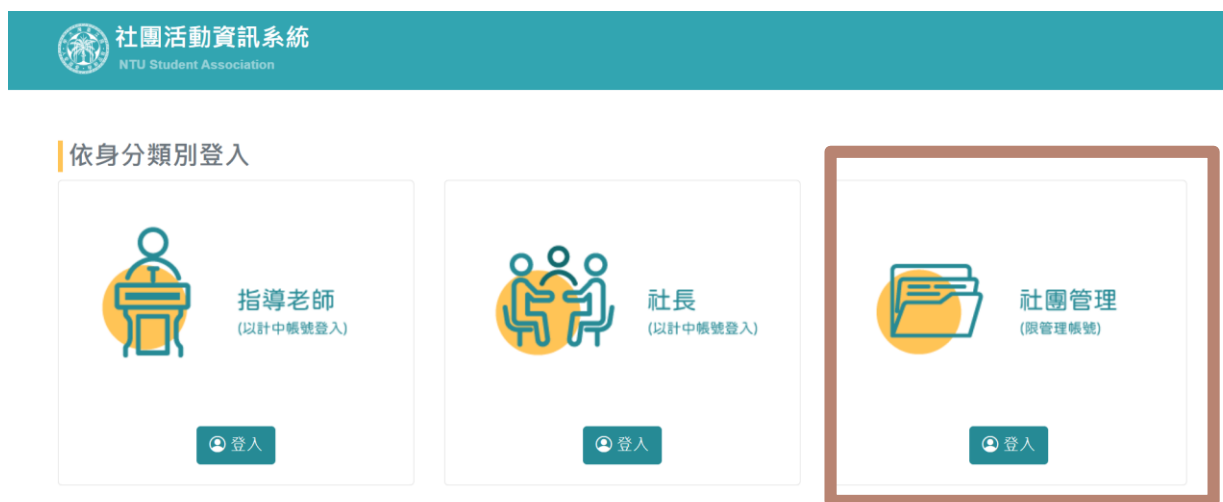 社團活動資訊系統
NTU Student Association
依身分類別登入
指導老師
(以計中帳號登入)
登入
社長
(以計中帳號登入)
登入
社團管理
(限管理帳號)
登入